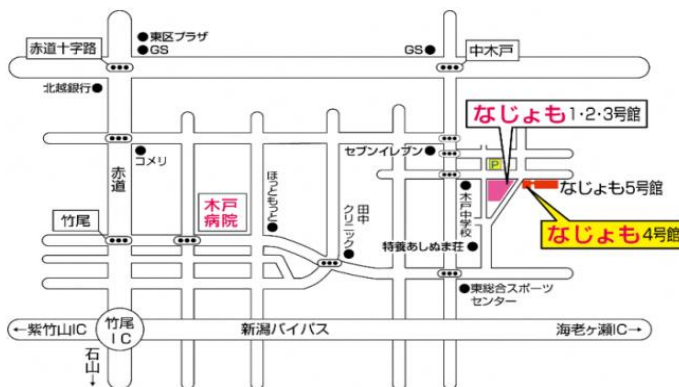 ●東区プラザ
●GS
GS●
赤道十字路
中木戸
北越銀行●
なじょも1・2・3号館
セブンイレブン●
P
●コメリ
赤道
ほっともっと●
木戸
病院
田中クリニック●
●木戸中学校
なじょも5号館
竹尾
なじょも4号館
特養あしぬま荘●
●東総合スポーツ
センター
←紫竹山IC
竹尾
IC
新潟バイパス
海老ヶ瀬IC→
石山→